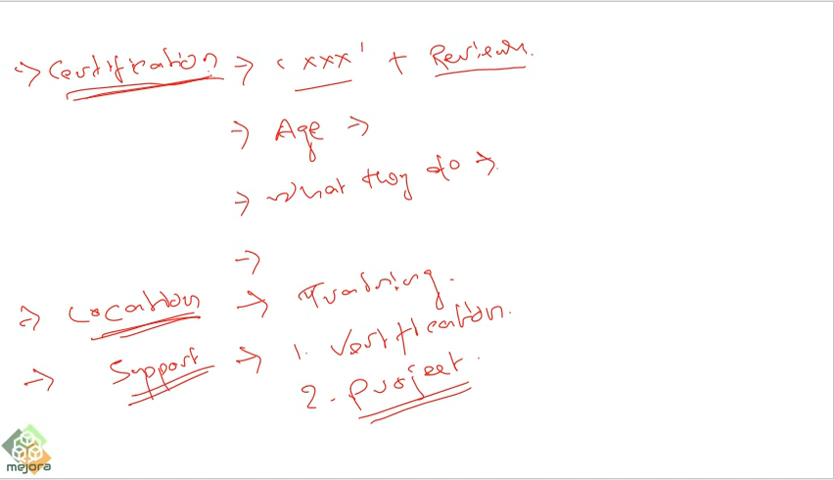 -> Certification -> 'xxx' + Reviews.
-> Age ->
-> What they do ->
->
-> Location -> Training.
-> Support -> 1. Verification.
2. Project.
mejora